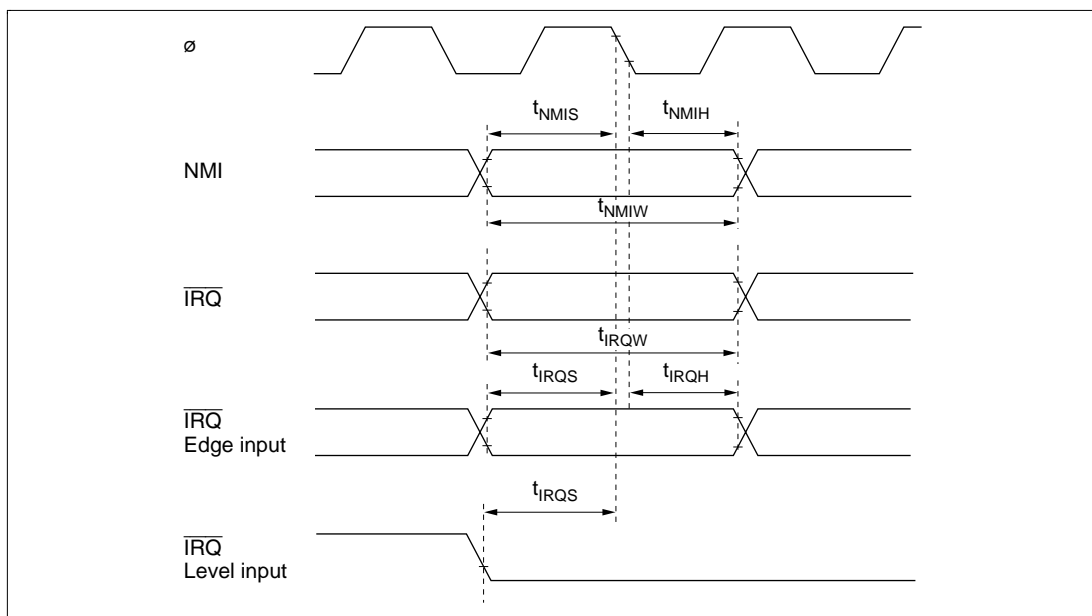 ø
tNMIS
tNMIH
NMI
tNMIW
IRQ
tIRQW
tIRQS
tIRQH
IRQ
Edge input
tIRQS
IRQ
Level input